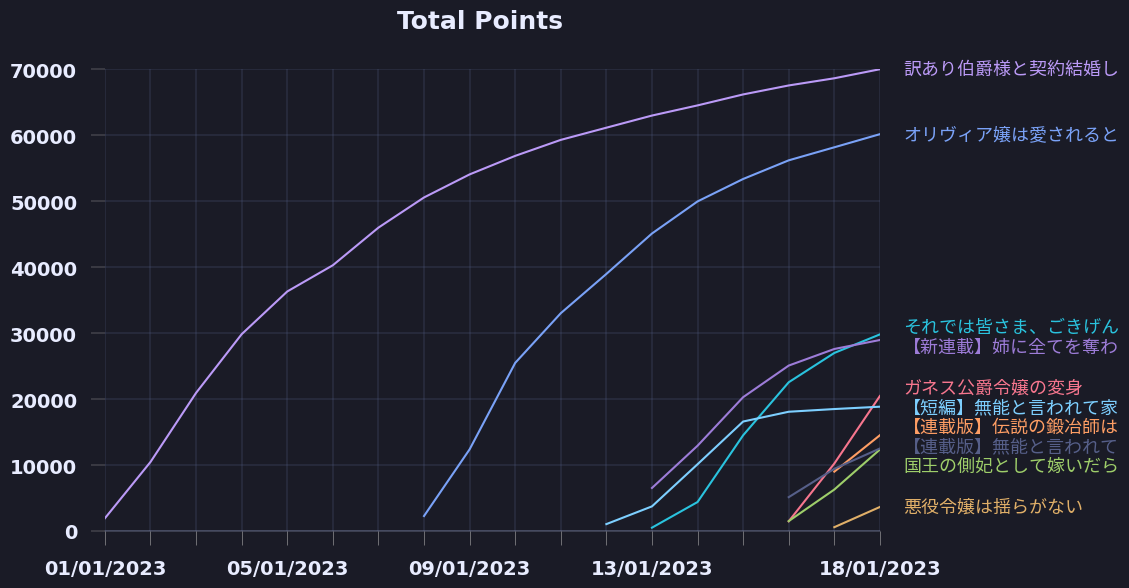 Total Points
70000
60000
50000
40000
30000
20000
10000
0
01/01/2023
05/01/2023
09/01/2023
13/01/2023
18/01/2023
訳あり伯爵様と契約結婚し
オリヴィア嬢は愛されると
それでは皆さま、ごきげん
【新連載】姉に全てを奪わ
ガネス公爵令嬢の変身
【短編】無能と言われて家
【連載版】伝説の鍛冶師は
【連載版】無能と言われて
国王の側妃として嫁いだら
悪役令嬢は揺らがない